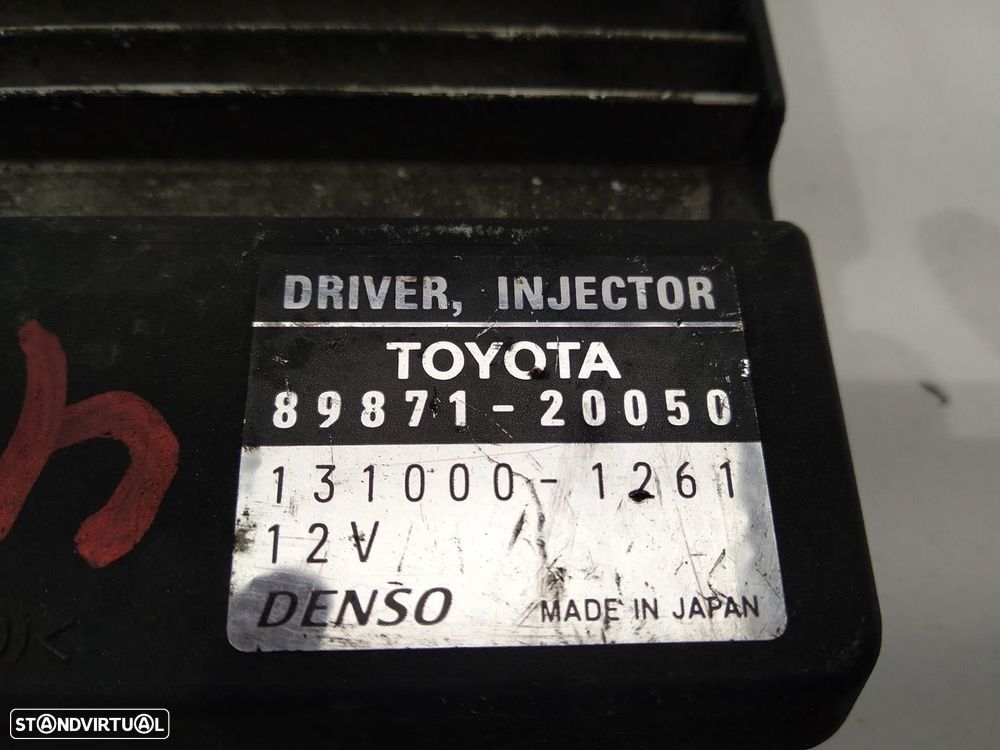 DRIVER, INJECTOR
TOYOTA
89871-20050
131000-1261
12V
DENSO MADE IN JAPAN
STANDVIRTUAL